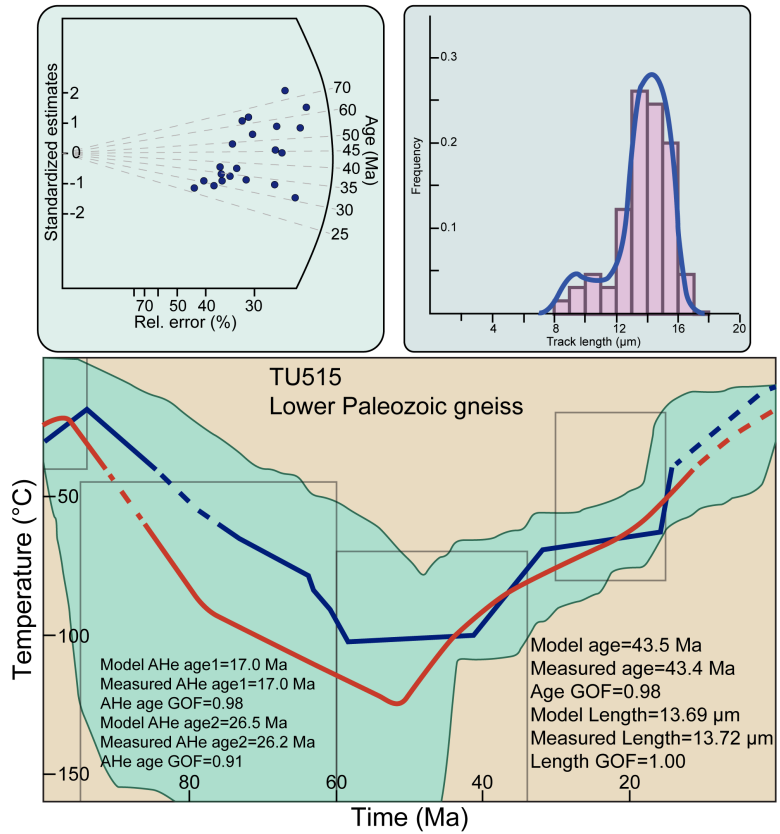 Standardized estimates
2
1
0
-1
-2
70
60
50
45
40
35
30
25
Age (Ma)
70
60
50
40
30
Rel. error (%)
Frequency
0.3
0.2
0.1
4
8
12
16
20
Track length (μm)
TU515
Lower Paleozoic gneiss
Temperature (°C)
50
100
150
Model AHe age1=17.0 Ma
Measured AHe age1=17.0 Ma
AHe age GOF=0.98
Model AHe age2=26.5 Ma
Measured AHe age2=26.2 Ma
AHe age GOF=0.91
Model age=43.5 Ma
Measured age=43.4 Ma
Age GOF=0.98
Model Length=13.69 μm
Measured Length=13.72 μm
Length GOF=1.00
80
60
40
20
Time (Ma)